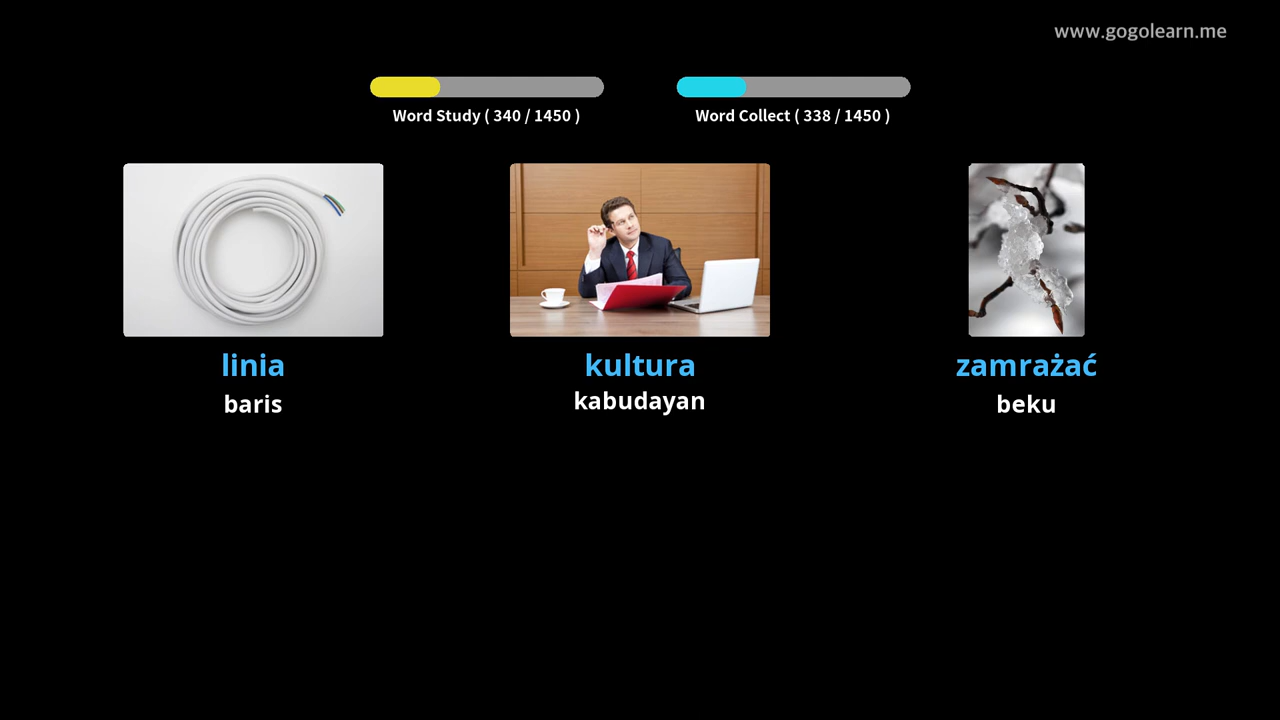 www.gogolearn.me
Word Study ( 340 / 1450 )
Word Collect ( 338 / 1450 )
linia
kultura
zamrażać
baris
kabudayan
beku